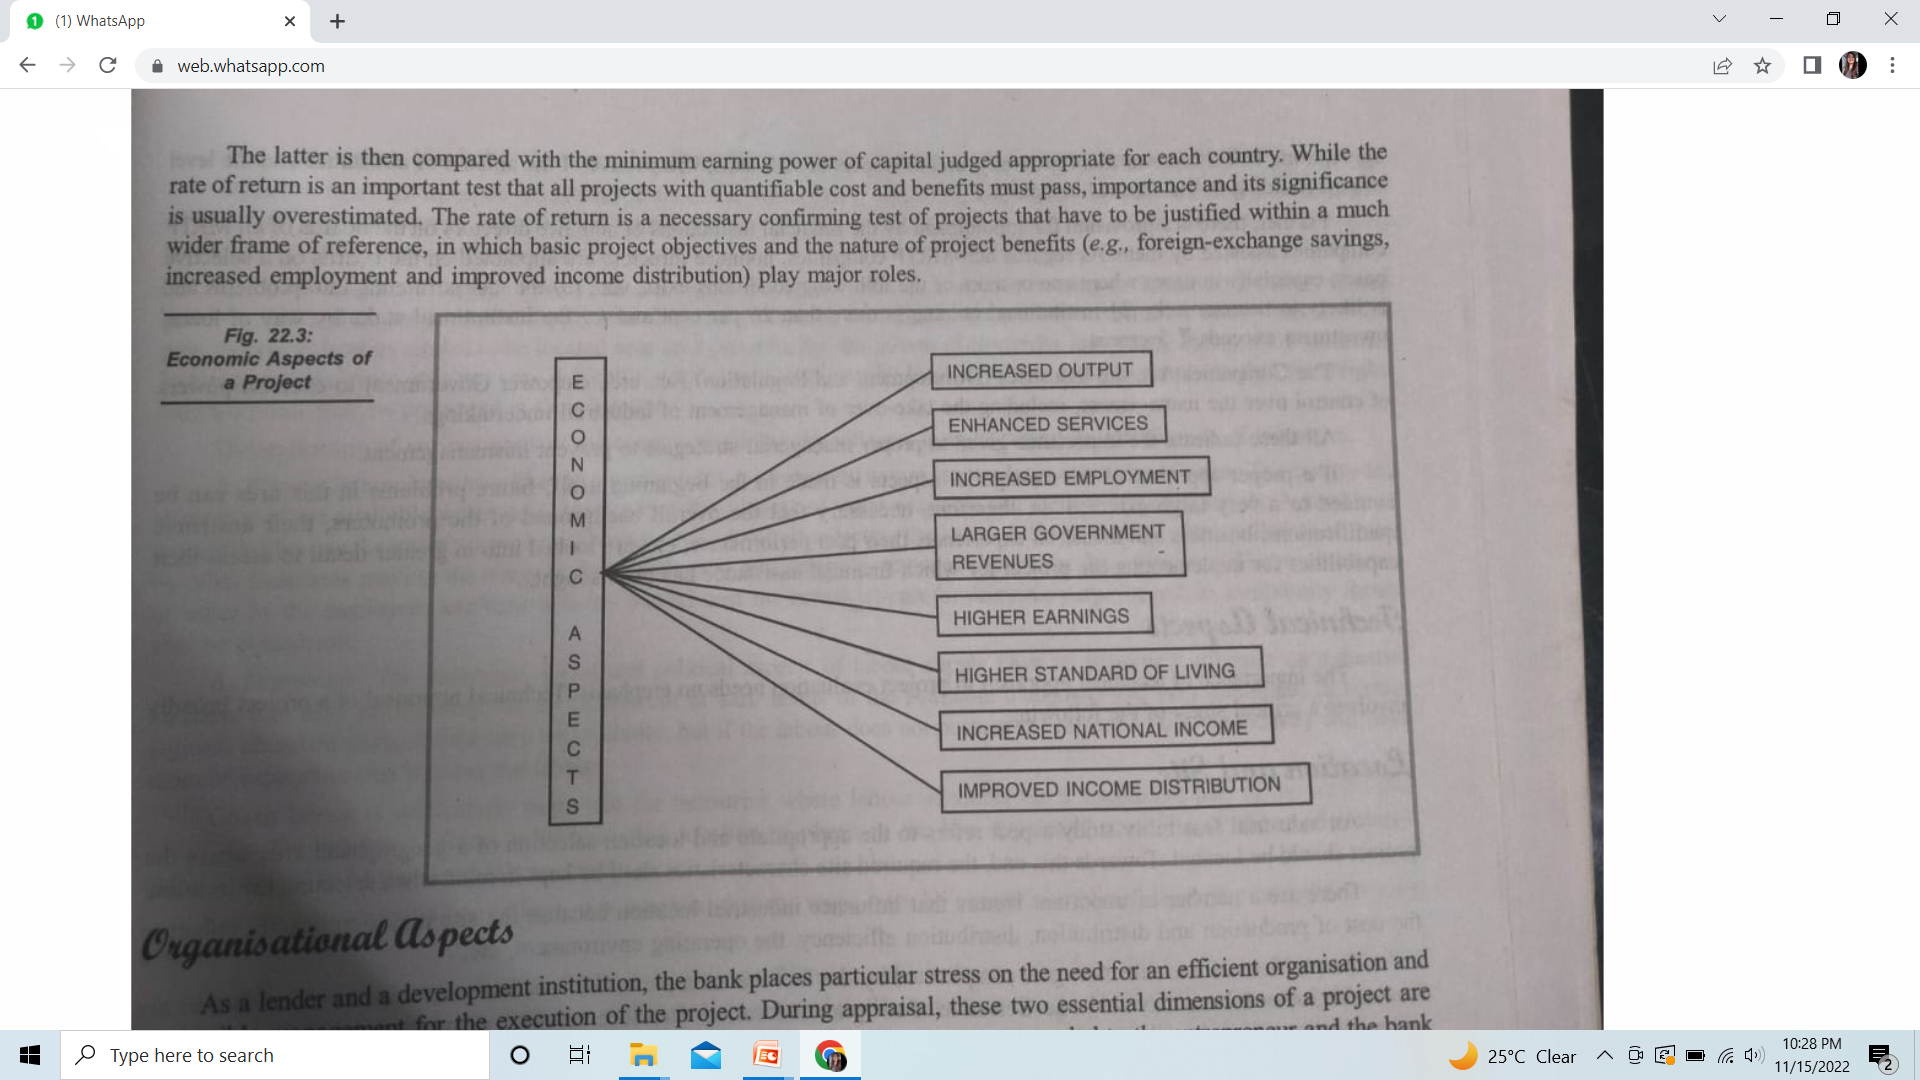 (1) WhatsApp
web.whatsapp.com
The latter is then compared with the minimum earning power of capital judged appropriate for each country. While the
rate of return is an important test that all projects with quantifiable cost and benefits must pass, importance and its significance
is usually overestimated. The rate of return is a necessary confirming test of projects that have to be justified within a much
wider frame of reference, in which basic project objectives and the nature of project benefits (e.g., foreign-exchange savings,
increased employment and improved income distribution) play major roles.
Fig. 22.3:
Economic Aspects of
a Project
ECONOMIC ASPECTS
INCREASED OUTPUT
ENHANCED SERVICES
INCREASED EMPLOYMENT
LARGER GOVERNMENT
REVENUES
HIGHER EARNINGS
HIGHER STANDARD OF LIVING
INCREASED NATIONAL INCOME
IMPROVED INCOME DISTRIBUTION
Organisational Aspects
As a lender and a development institution, the bank places particular stress on the need for an efficient organisation and
for the execution of the project. During appraisal, these two essential dimensions of a project are
and the bank
Type here to search
25°C Clear
10:28 PM
11/15/2022
2